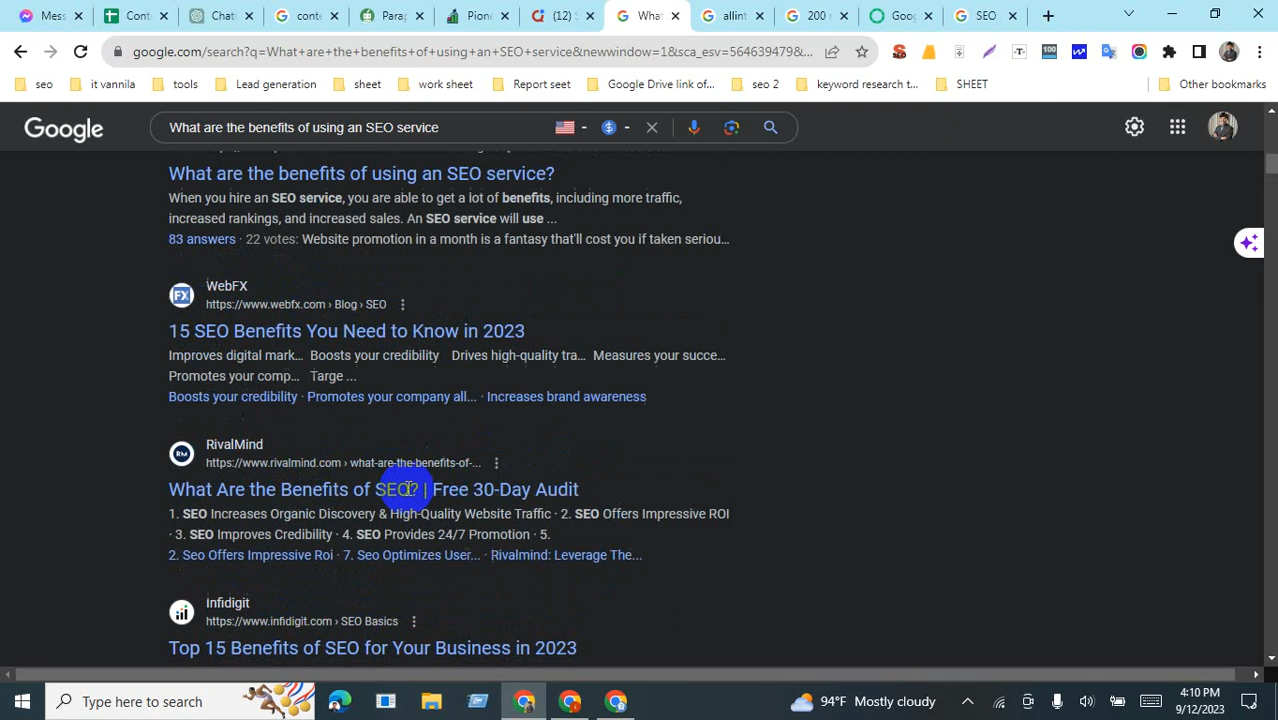 Mess
Cont
Chat
conte
Parap
Pione
(12) S
What
allint
200 r
Goog
SEO
google.com/search?q=What+are+the+benefits+of+using+an+SEO+service&newwindow=1&sca_esv=564639479&...
seo
it vannila
tools
Lead generation
sheet
work sheet
Report seet
Google Drive link of...
seo 2
keyword research t...
SHEET
Other bookmarks
Google
What are the benefits of using an SEO service
What are the benefits of using an SEO service?
When you hire an SEO service, you are able to get a lot of benefits, including more traffic,
increased rankings, and increased sales. An SEO service will use ...
83 answers · 22 votes: Website promotion in a month is a fantasy that'll cost you if taken seriou...
FX
WebFX
https://www.webfx.com › Blog › SEO
15 SEO Benefits You Need to Know in 2023
Improves digital mark... Boosts your credibility Drives high-quality tra... Measures your succe...
Promotes your comp... Targe ...
Boosts your credibility · Promotes your company all... · Increases brand awareness
RM
RivalMind
https://www.rivalmind.com › what-are-the-benefits-of-...
What Are the Benefits of SEO? | Free 30-Day Audit
1. SEO Increases Organic Discovery & High-Quality Website Traffic · 2. SEO Offers Impressive ROI
· 3. SEO Improves Credibility · 4. SEO Provides 24/7 Promotion · 5.
2. Seo Offers Impressive Roi · 7. Seo Optimizes User... · Rivalmind: Leverage The...
Infidigit
https://www.infidigit.com › SEO Basics
Top 15 Benefits of SEO for Your Business in 2023
Type here to search
94°F Mostly cloudy
4:10 PM
9/12/2023